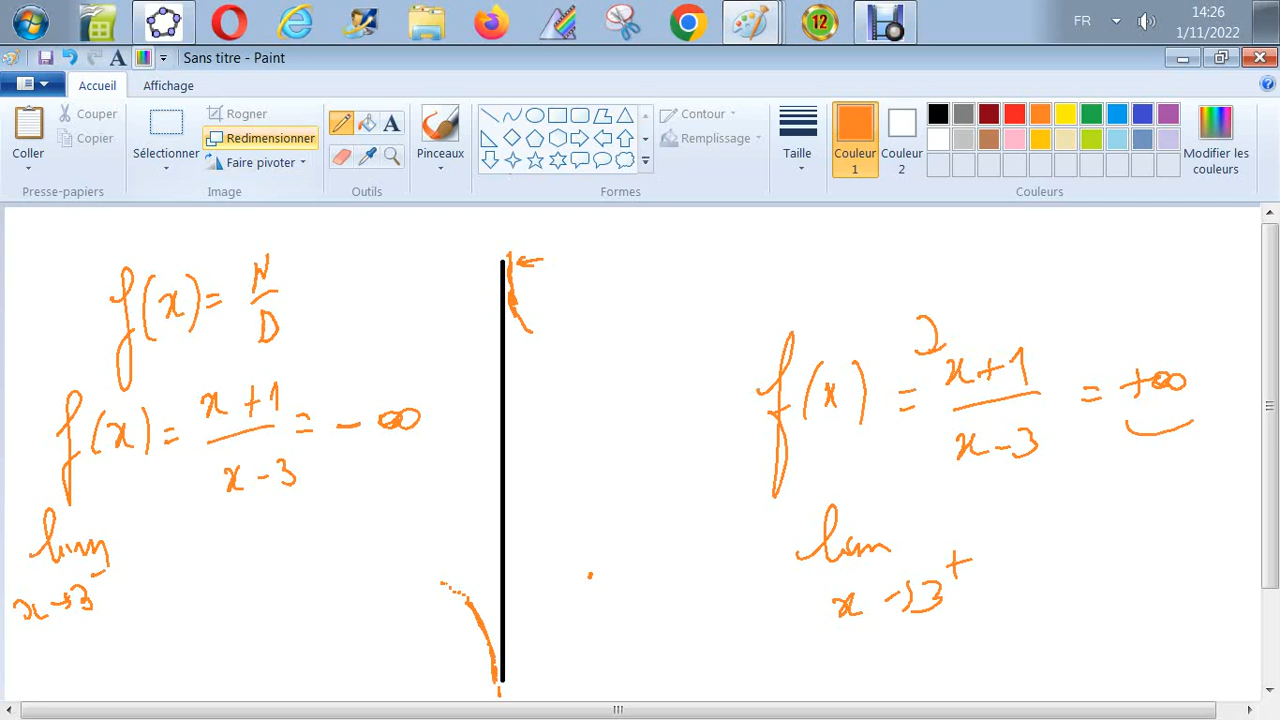 12
FR
14:26
1/11/2022
Sans titre - Paint
Accueil
Affichage
Coller
Couper
Copier
Presse-papiers
Sélectionner
Rogner
Redimensionner
Faire pivoter
Image
A
Outils
Pinceaux
Contour
Remplissage
Formes
Taille
Couleur 1
Couleur 2
Modifier les couleurs
Couleurs
f(x) = N/D
f(x) = x+1/x-3 = -∞
lim x→3-
f(x) = x+1/x-3 = +∞
lim x→3+